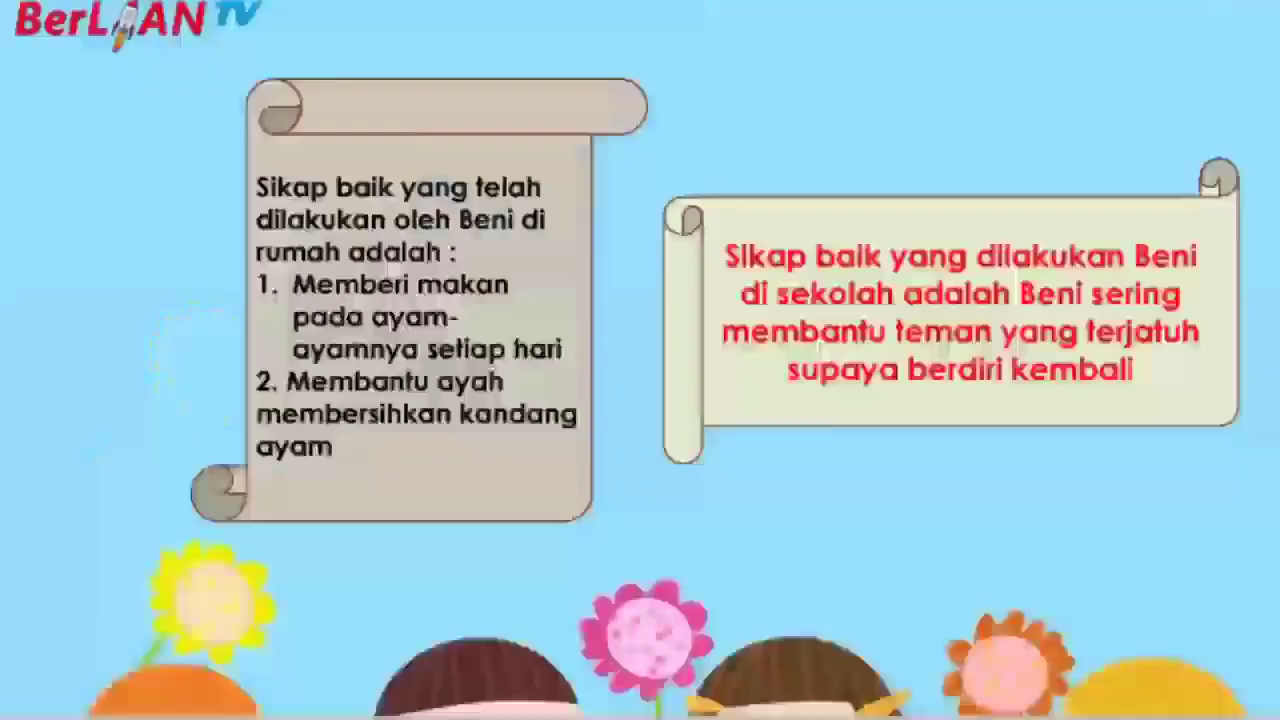 BerLIAN TV
Sikap baik yang telah
dilakukan oleh Beni di
rumah adalah :
1. Memberi makan
pada ayam-
ayamnya setiap hari
2. Membantu ayah
membersihkan kandang
ayam
Sikap baik yang dilakukan Beni
di sekolah adalah Beni sering
membantu teman yang terjatuh
supaya berdiri kembali